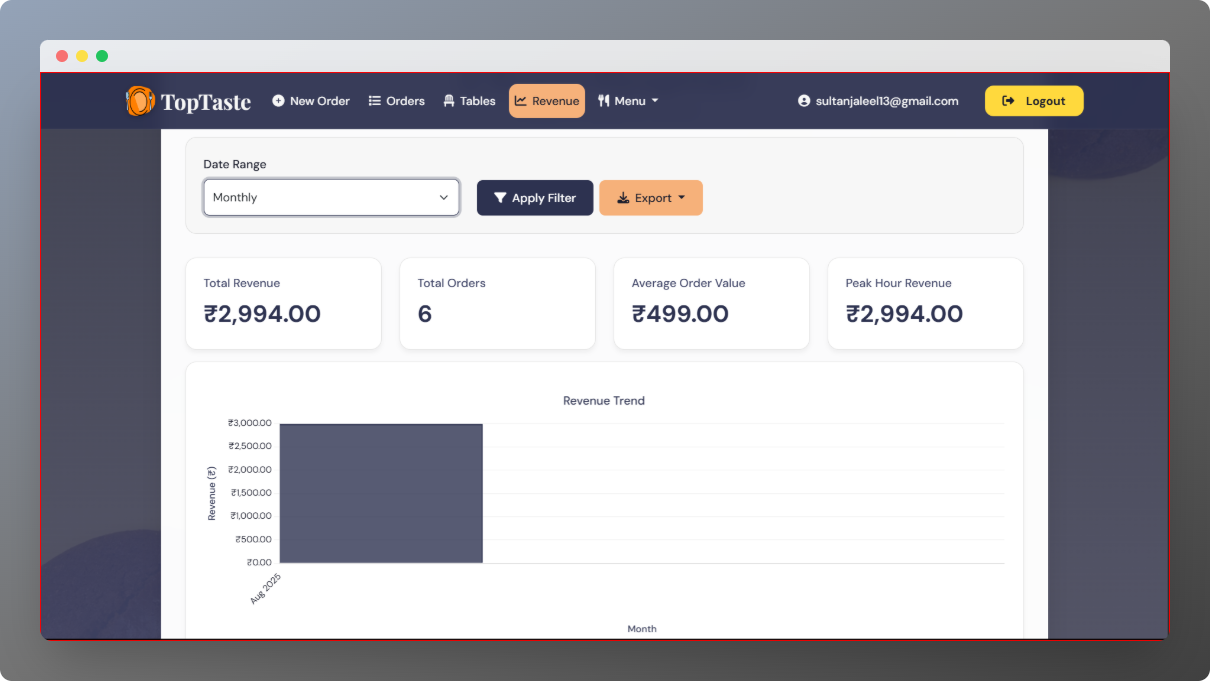 TopTaste New Order Orders Tables Revenue Menu sultanjaleel13@gmail.com Logout
Date Range
Monthly Apply Filter Export
Total Revenue Total Orders Average Order Value Peak Hour Revenue
₹2,994.00 6 ₹499.00 ₹2,994.00
Revenue Trend
₹3,000.00
₹2,500.00
₹2,000.00
₹1,500.00
₹1,000.00
₹500.00
₹0.00
Revenue (₹)
Aug 2025
Month